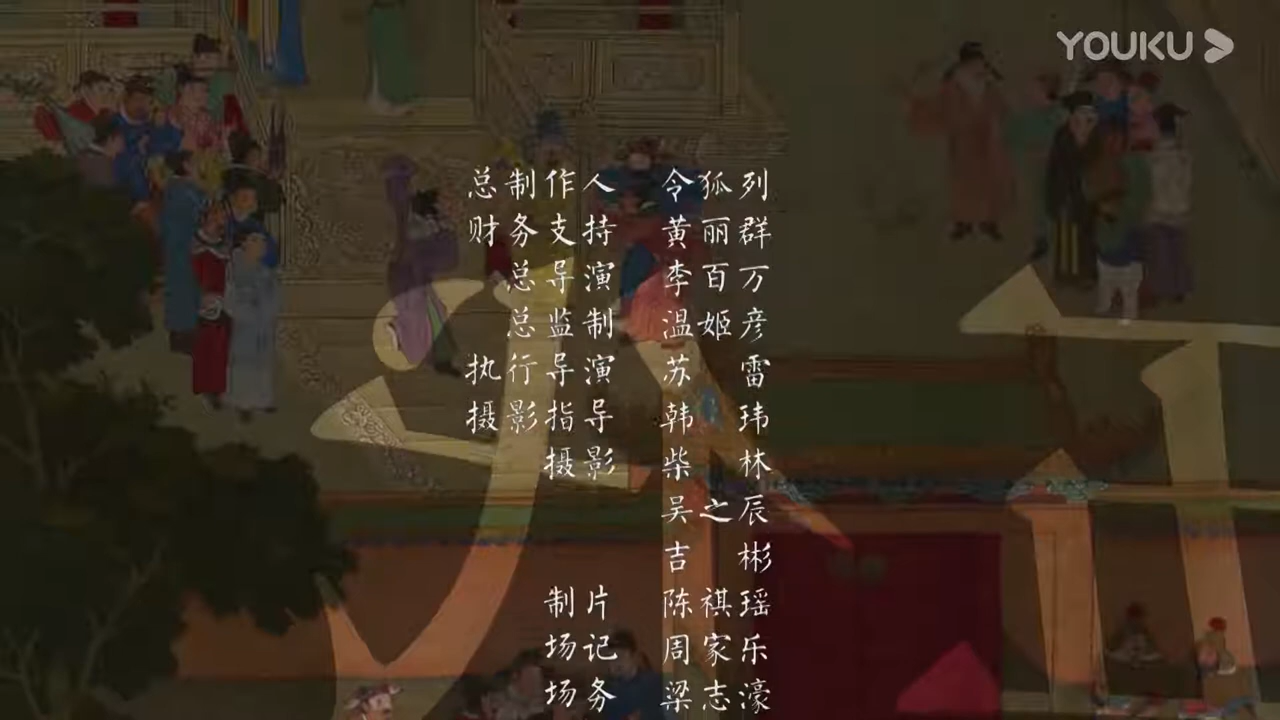 YOUKU
总制作人 令狐列
财务支持 黄丽群
总导演 李百万
总监制 温姬彦
执行导演 苏雷
摄影指导 韩玮
摄影 柴林
吴之辰
吉彬
制片 陈祺瑶
场记 周家乐
场务 梁志濠